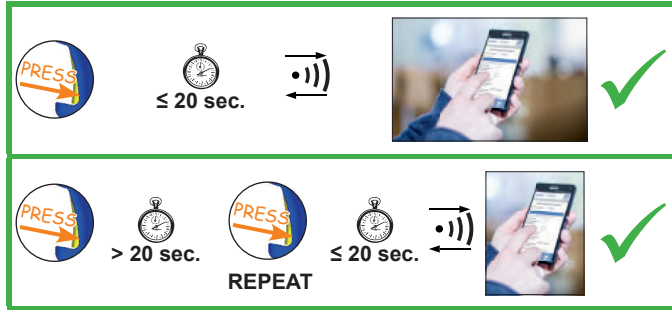 PRESS
≤ 20 sec.
PRESS
> 20 sec.
PRESS
≤ 20 sec.
REPEAT